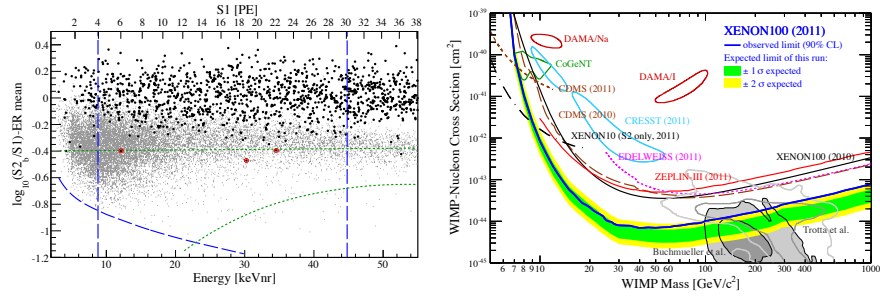 S1 [PE]
2 4 6 8 10 12 14 16 18 20 22 24 26 28 30 32 34 36 38
0.4
0.2
0
-0.2
-0.4
-0.6
-0.8
-1
-1.2
log10(S2b/S1)-ER mean
10 20 30 40 50
Energy [keVnr]
WIMP-Nucleon Cross Section [cm2]
10-39
10-40
10-41
10-42
10-43
10-44
10-45
DAMA/Na
CoGeNT
DAMA/I
CDMS (2011)
CDMS (2010)
CRESST (2011)
XENON10 (S2 only, 2011)
EDELWEISS (2011)
XENON100 (2010)
ZEPLIN-III (2011)
Trotta et al.
Buchmueller et al.
XENON100 (2011)
observed limit (90% CL)
Expected limit of this run:
± 1 σ expected
± 2 σ expected
6 7 8 9 10 20 30 40 50 60 100 200 300 400 1000
WIMP Mass [GeV/c2]